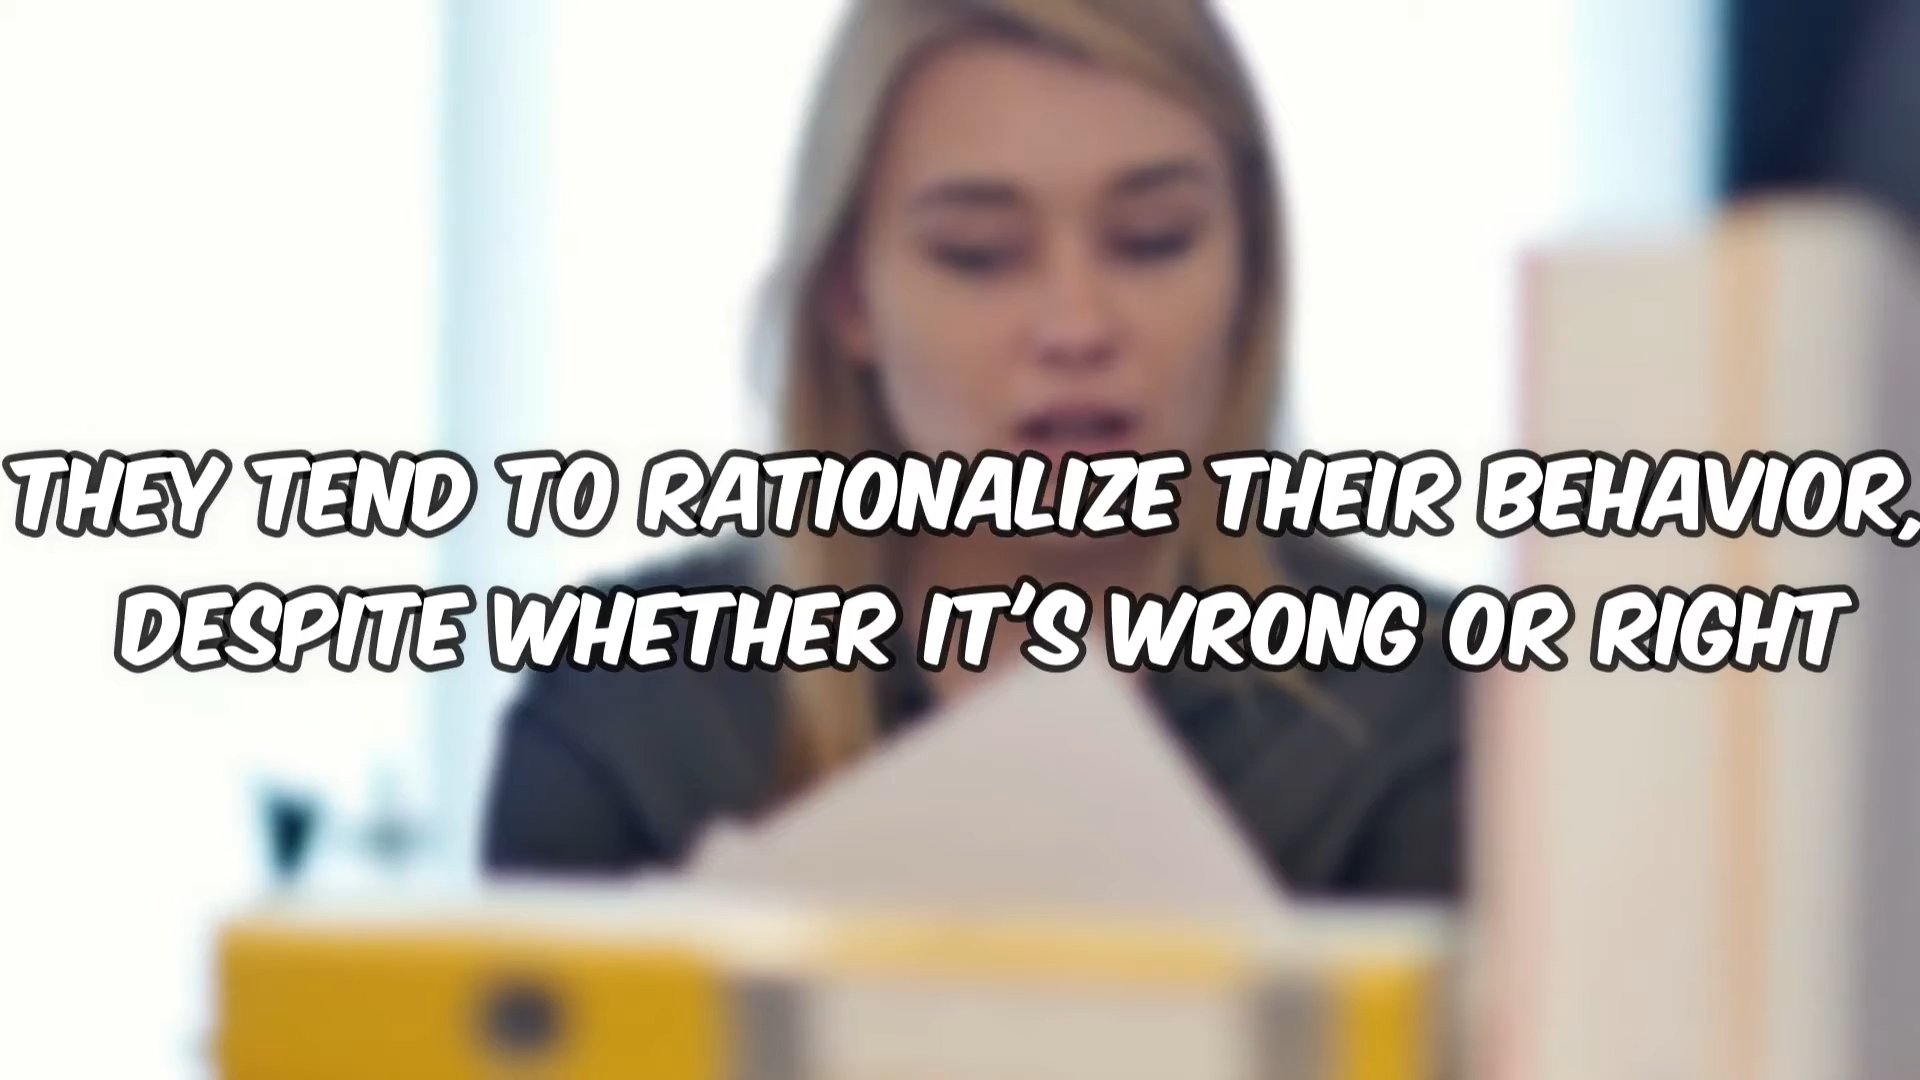 THEY TEND TO RATIONALIZE THEIR BEHAVIOR,
DESPITE WHETHER IT'S WRONG OR RIGHT